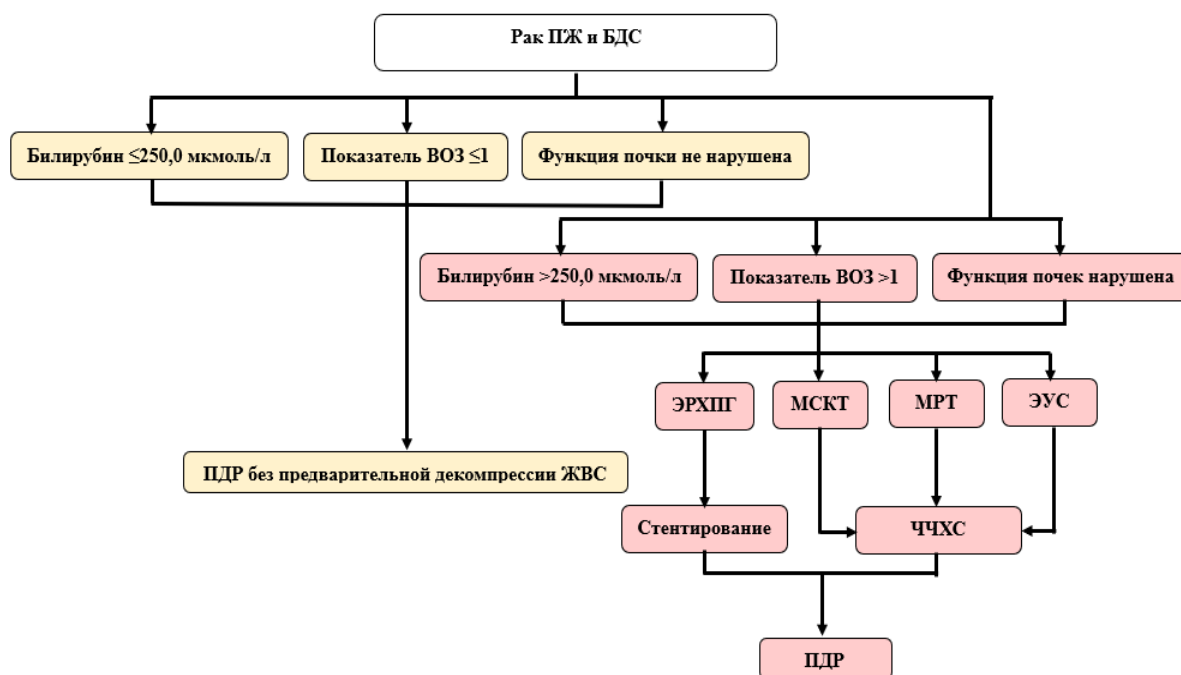 Рак ПЖ и БДС
Билирубин ≤250,0 мкмоль/л
Показатель ВОЗ ≤1
Функция почки не нарушена
Билирубин >250,0 мкмоль/л
Показатель ВОЗ >1
Функция почек нарушена
ЭРХПГ
МСКТ
МРТ
ЭУС
ПДР без предварительной декомпрессии ЖВС
Стентирование
ЧЧХС
ПДР